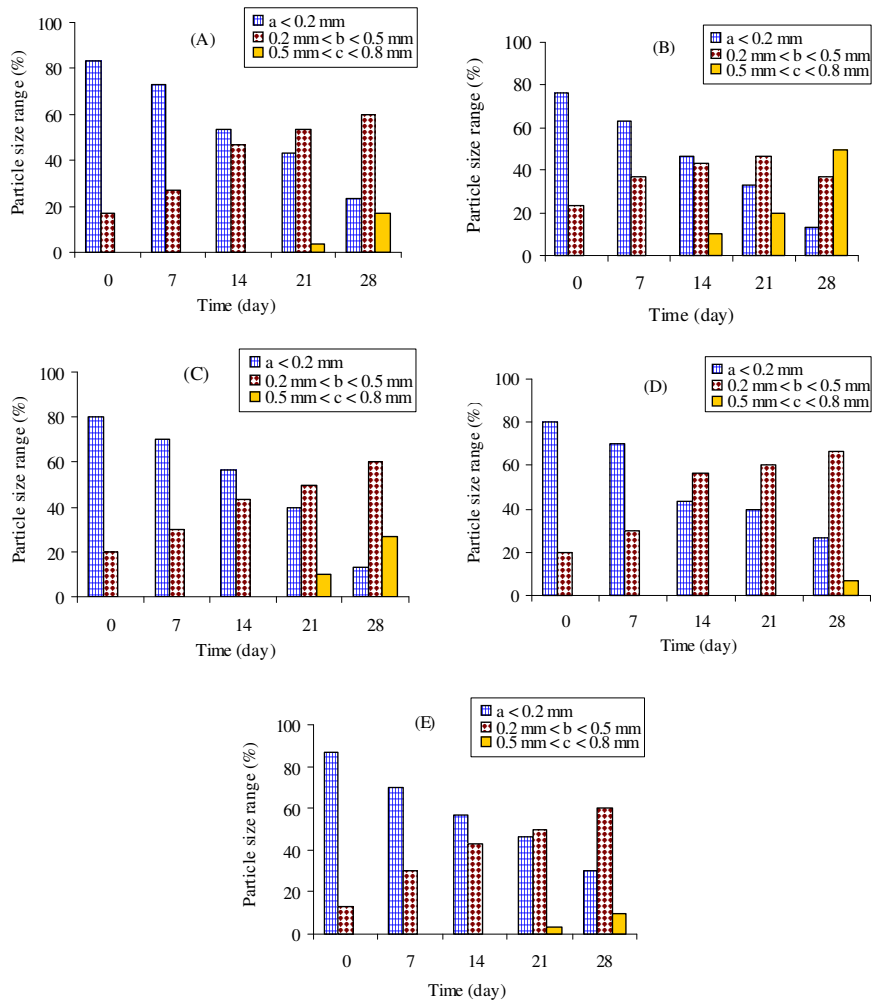 (A)
a < 0.2 mm
0.2 mm < b < 0.5 mm
0.5 mm < c < 0.8 mm
Particle size range (%)
100
80
60
40
20
0
0 7 14 21 28
Time (day)
(B)
a < 0.2 mm
0.2 mm < b < 0.5 mm
0.5 mm < c < 0.8 mm
Particle size range (%)
100
80
60
40
20
0
0 7 14 21 28
Time (day)
(C)
a < 0.2 mm
0.2 mm < b < 0.5 mm
0.5 mm < c < 0.8 mm
Particle size range (%)
100
80
60
40
20
0
0 7 14 21 28
Time (day)
(D)
a < 0.2 mm
0.2 mm < b < 0.5 mm
0.5 mm < c < 0.8 mm
Particle size range (%)
100
80
60
40
20
0
0 7 14 21 28
Time (day)
(E)
a < 0.2 mm
0.2 mm < b < 0.5 mm
0.5 mm < c < 0.8 mm
Particle size range (%)
100
80
60
40
20
0
0 7 14 21 28
Time (day)